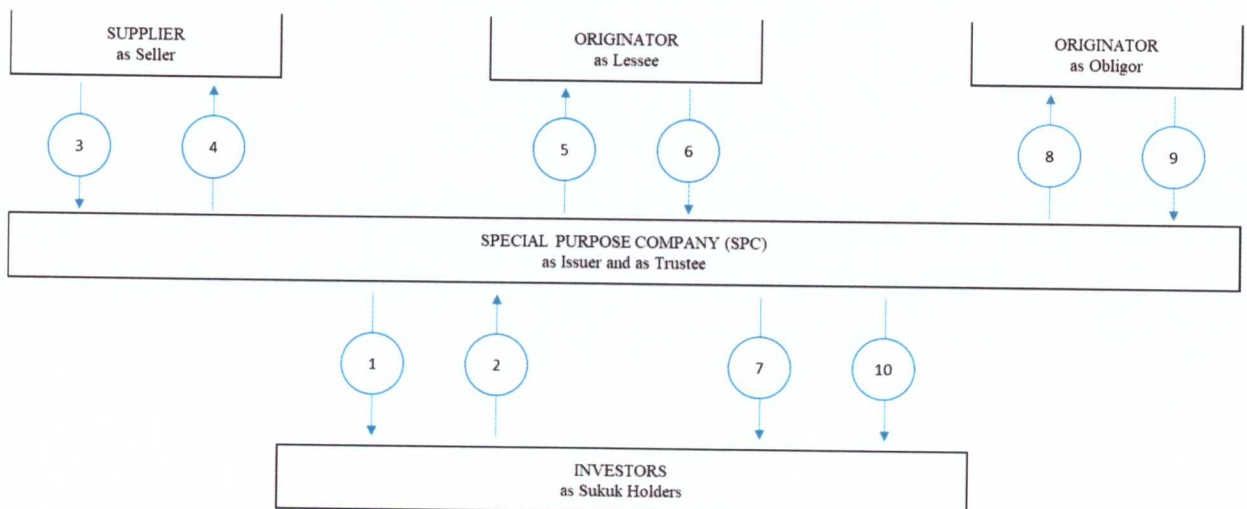 SUPPLIER
as Seller
ORIGINATOR
as Lessee
ORIGINATOR
as Obligor
3
4
5
6
8
9
SPECIAL PURPOSE COMPANY (SPC)
as Issuer and as Trustee
1
2
7
10
INVESTORS
as Sukuk Holders